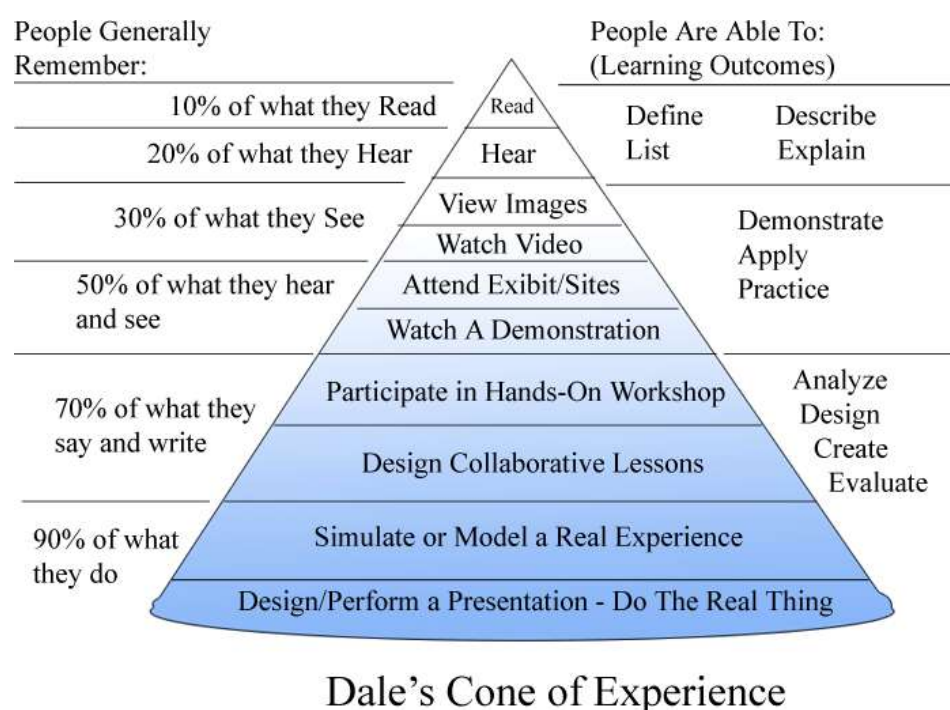 People Generally
Remember:
10% of what they Read
20% of what they Hear
30% of what they See
50% of what they hear
and see
70% of what they
say and write
90% of what
they do
Read
Hear
View Images
Watch Video
Attend Exibit/Sites
Watch A Demonstration
Participate in Hands-On Workshop
Design Collaborative Lessons
Simulate or Model a Real Experience
Design/Perform a Presentation - Do The Real Thing
People Are Able To:
(Learning Outcomes)
Define Describe
List Explain
Demonstrate
Apply
Practice
Analyze
Design
Create
Evaluate
Dale's Cone of Experience